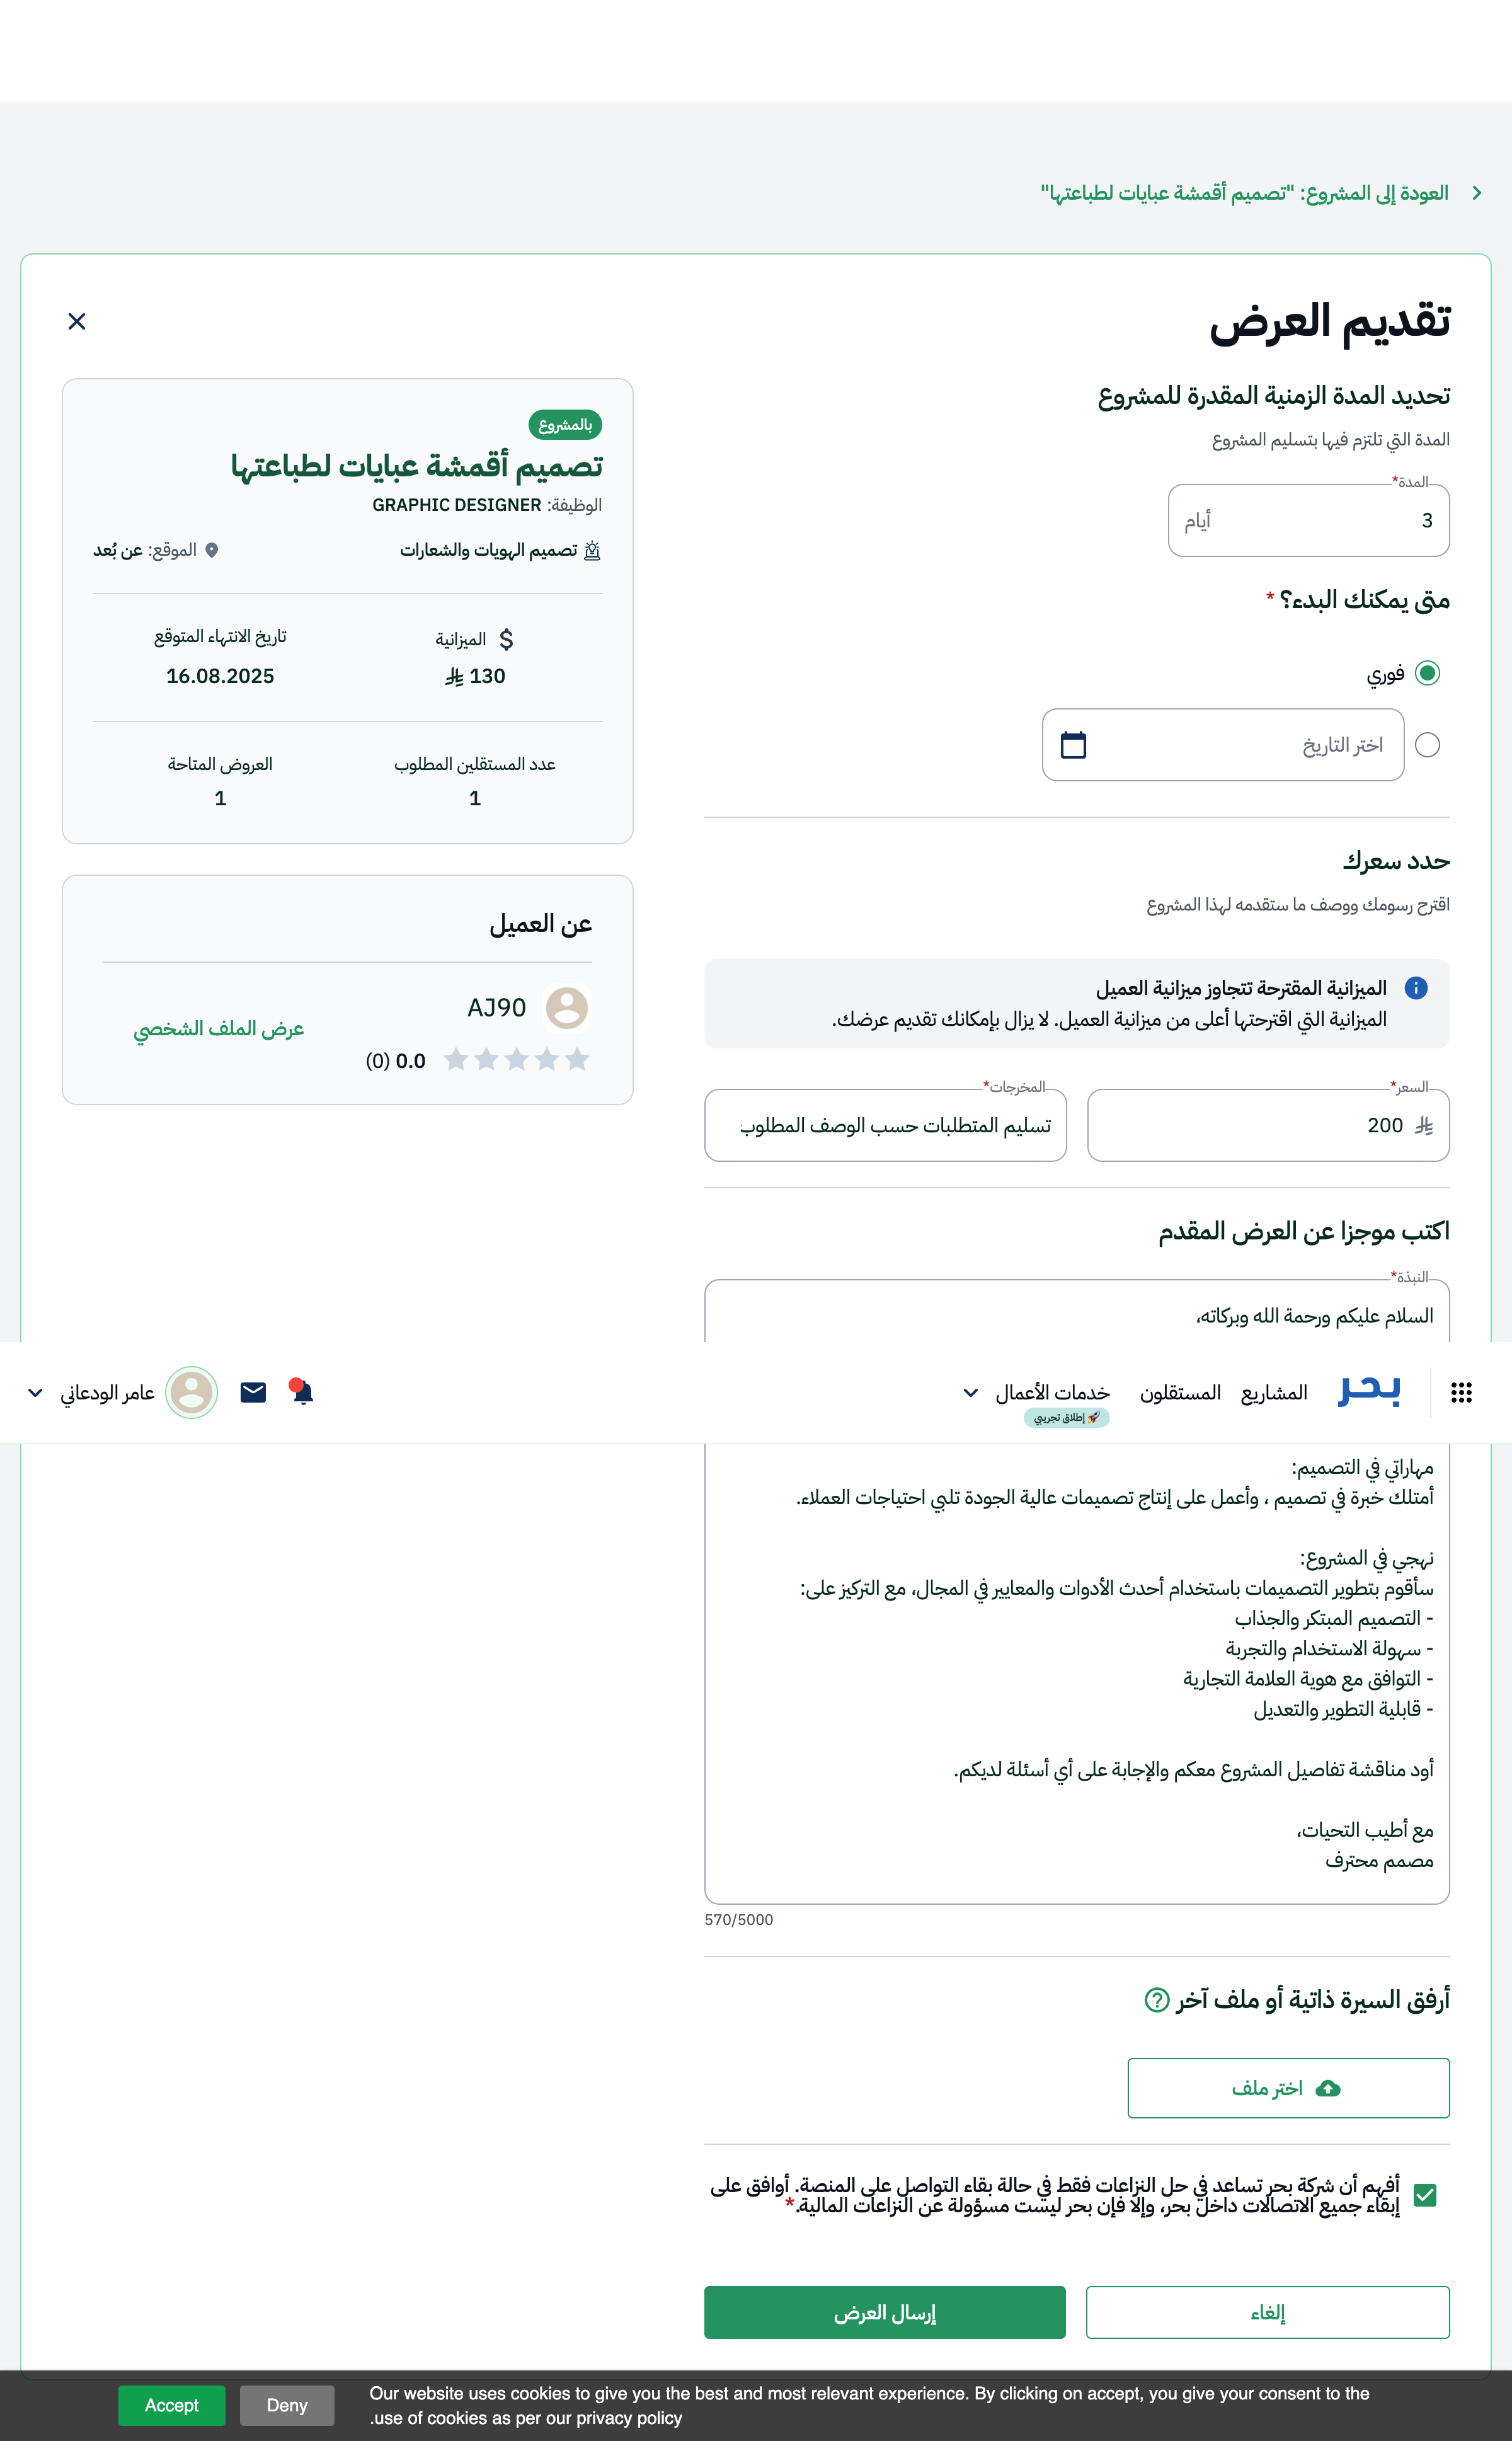 العودة إلى المشروع: "تصميم أقمشة عبايات لطباعتها"
تقديم العرض
تحديد المدة الزمنية المقدرة للمشروع
المدة التي تلتزم فيها بتسليم المشروع
المدة*
3 أيام
متى يمكنك البدء؟ *
فوري
اختر التاريخ
حدد سعرك
اقترح رسومك ووصف ما ستقدمه لهذا المشروع
الميزانية المقترحة تتجاوز ميزانية العميل
الميزانية التي اقترحتها أعلى من ميزانية العميل. لا يزال بإمكانك تقديم عرضك.
السعر*
200
المخرجات*
تسليم المتطلبات حسب الوصف المطلوب
اكتب موجزا عن العرض المقدم
النبذة*
السلام عليكم ورحمة الله وبركاته،
بحر
المشاريع
المستقلون
خدمات الأعمال
إطلاق تجريبي
عامر الودعاني
مهاراتي في التصميم:
أمتلك خبرة في تصميم ، وأعمل على إنتاج تصميمات عالية الجودة تلبي احتياجات العملاء.
نهجي في المشروع:
سأقوم بتطوير التصميمات باستخدام أحدث الأدوات والمعايير في المجال، مع التركيز على:
- التصميم المبتكر والجذاب
- سهولة الاستخدام والتجربة
- التوافق مع هوية العلامة التجارية
- قابلية التطوير والتعديل
أود مناقشة تفاصيل المشروع معكم والإجابة على أي أسئلة لديكم.
مع أطيب التحيات،
مصمم محترف
570/5000
أرفق السيرة ذاتية أو ملف آخر
اختر ملف
أفهم أن شركة بحر تساعد في حل النزاعات فقط في حالة بقاء التواصل على المنصة. أوافق على
إبقاء جميع الاتصالات داخل بحر، وإلا فإن بحر ليست مسؤولة عن النزاعات المالية.*
إلغاء
إرسال العرض
بالمشروع
تصميم أقمشة عبايات لطباعتها
الوظيفة: GRAPHIC DESIGNER
تصميم الهويات والشعارات
الموقع: عن بُعد
الميزانية
130
تاريخ الانتهاء المتوقع
16.08.2025
عدد المستقلين المطلوب
1
العروض المتاحة
1
عن العميل
AJ90
0.0 (0)
عرض الملف الشخصي
Our website uses cookies to give you the best and most relevant experience. By clicking on accept, you give your consent to the
.use of cookies as per our privacy policy
Deny
Accept